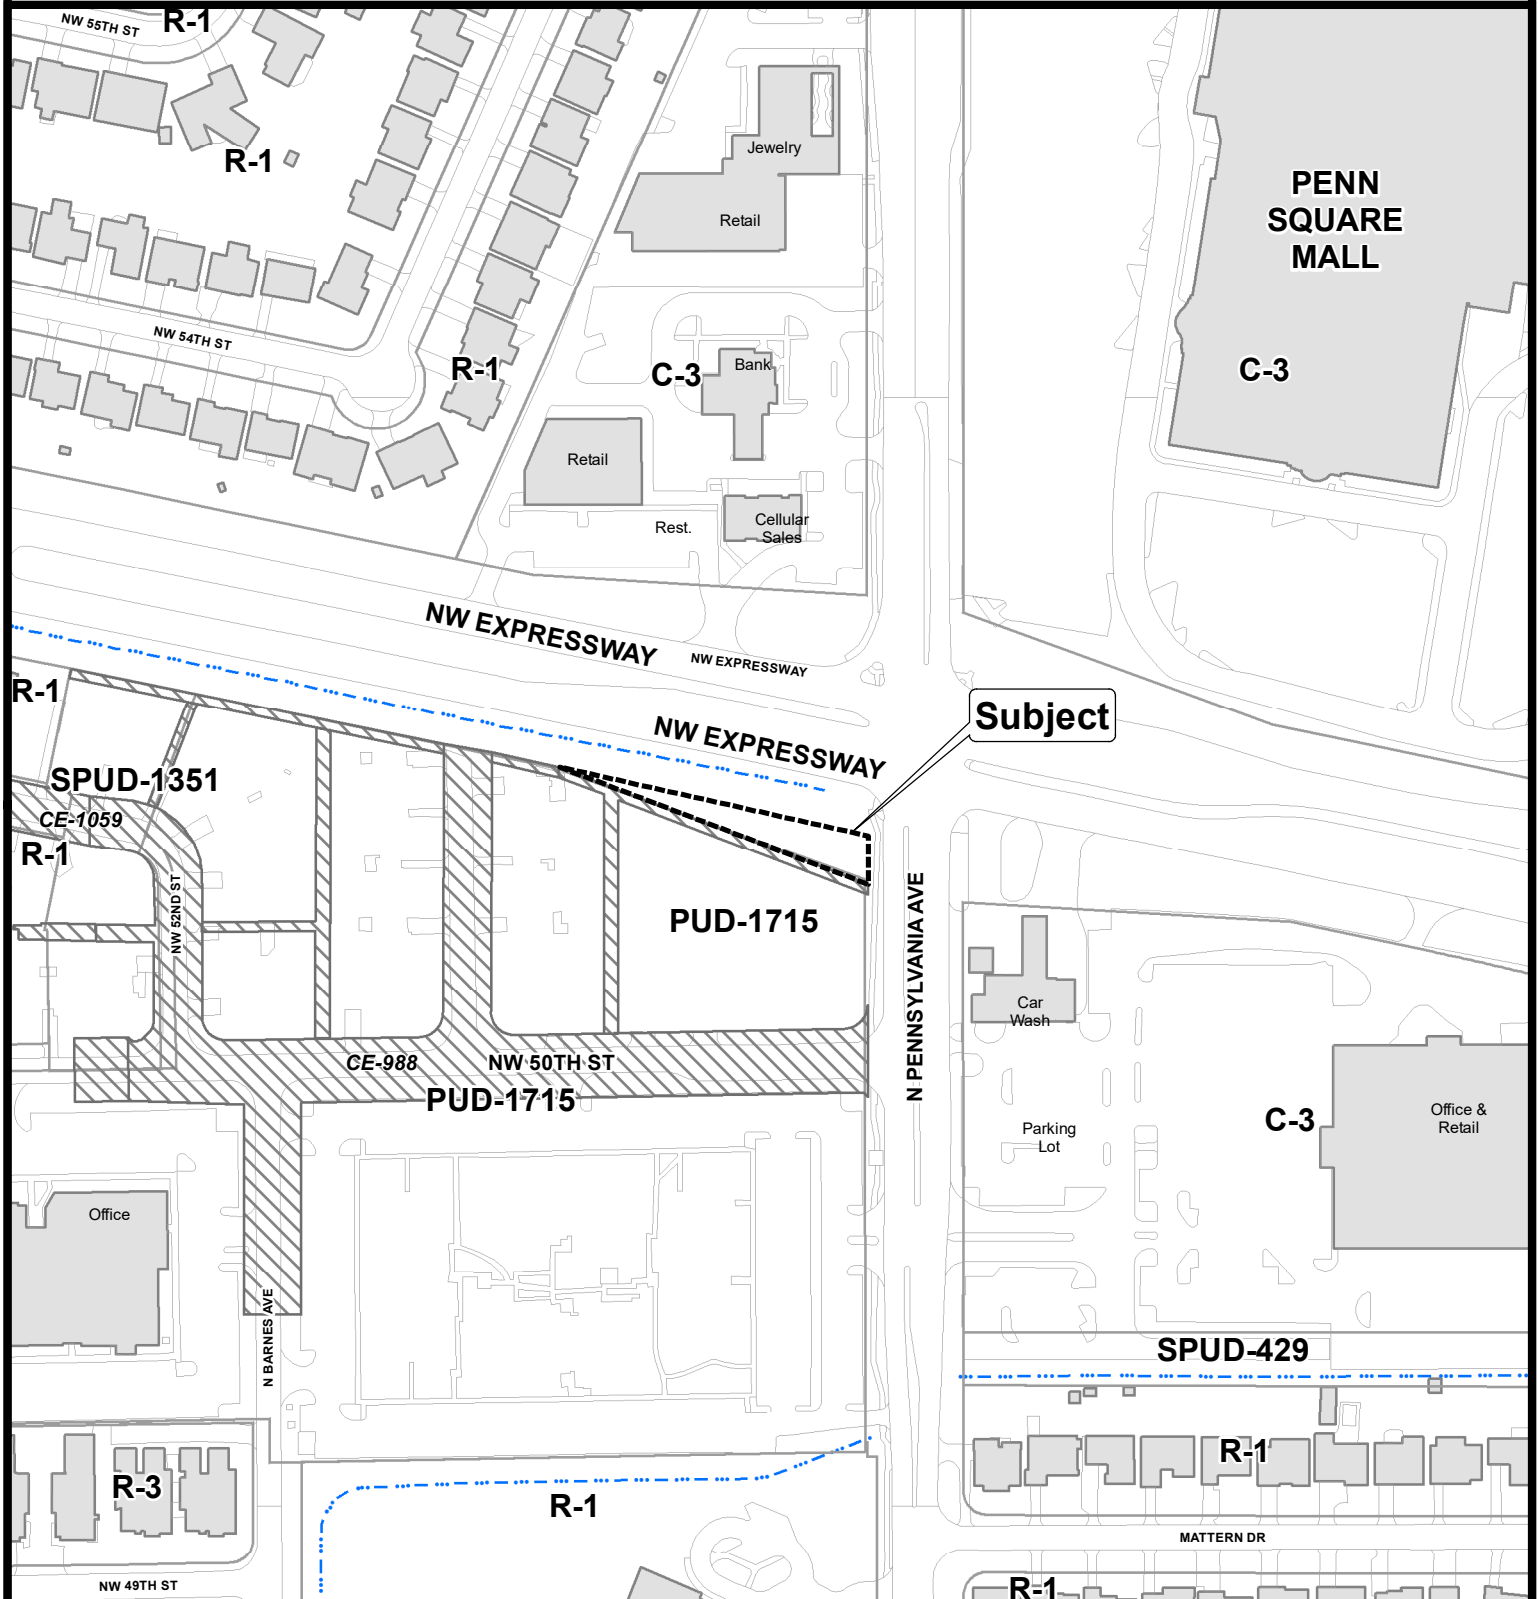 NW 55TH ST
R-1
R-1
Jewelry
Retail
PENN
SQUARE
MALL
NW 54TH ST
R-1
C-3
Bank
C-3
Retail
Rest.
Cellular
Sales
NW EXPRESSWAY
NW EXPRESSWAY
R-1
Subject
NW EXPRESSWAY
SPUD-1351
CE-1059
R-1
NW 52ND ST
PUD-1715
N PENNSYLVANIA AVE
Car
Wash
CE-988
NW 50TH ST
PUD-1715
C-3
Office &
Retail
Parking
Lot
Office
N BARNES AVE
SPUD-429
R-3
R-1
R-1
MATTERN DR
NW 49TH ST
R-1